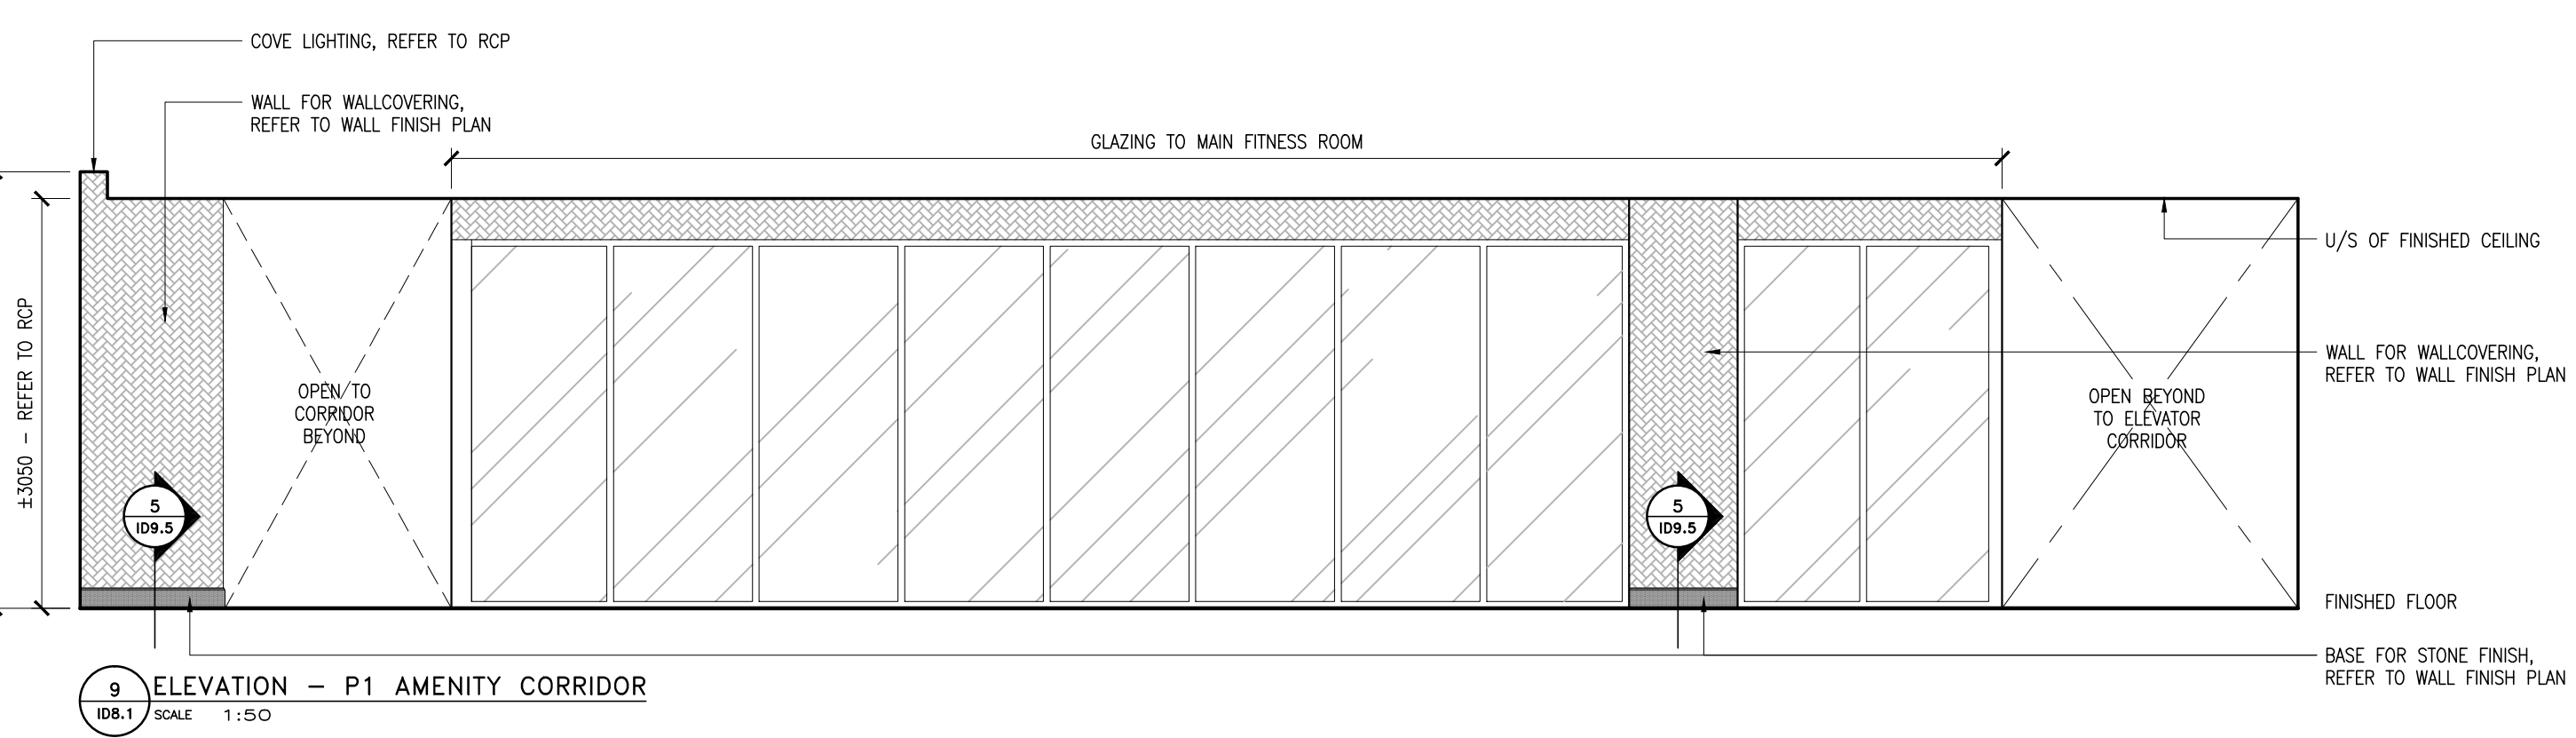 COVE LIGHTING, REFER TO RCP
WALL FOR WALLCOVERING,
REFER TO WALL FINISH PLAN
GLAZING TO MAIN FITNESS ROOM
±3050 - REFER TO RCP
OPEN TO
CORRIDOR
BEYOND
5
ID9.5
5
ID9.5
OPEN BEYOND
TO ELEVATOR
CORRIDOR
U/S OF FINISHED CEILING
WALL FOR WALLCOVERING,
REFER TO WALL FINISH PLAN
FINISHED FLOOR
BASE FOR STONE FINISH,
REFER TO WALL FINISH PLAN
9
ID8.1
ELEVATION - P1 AMENITY CORRIDOR
SCALE 1:50